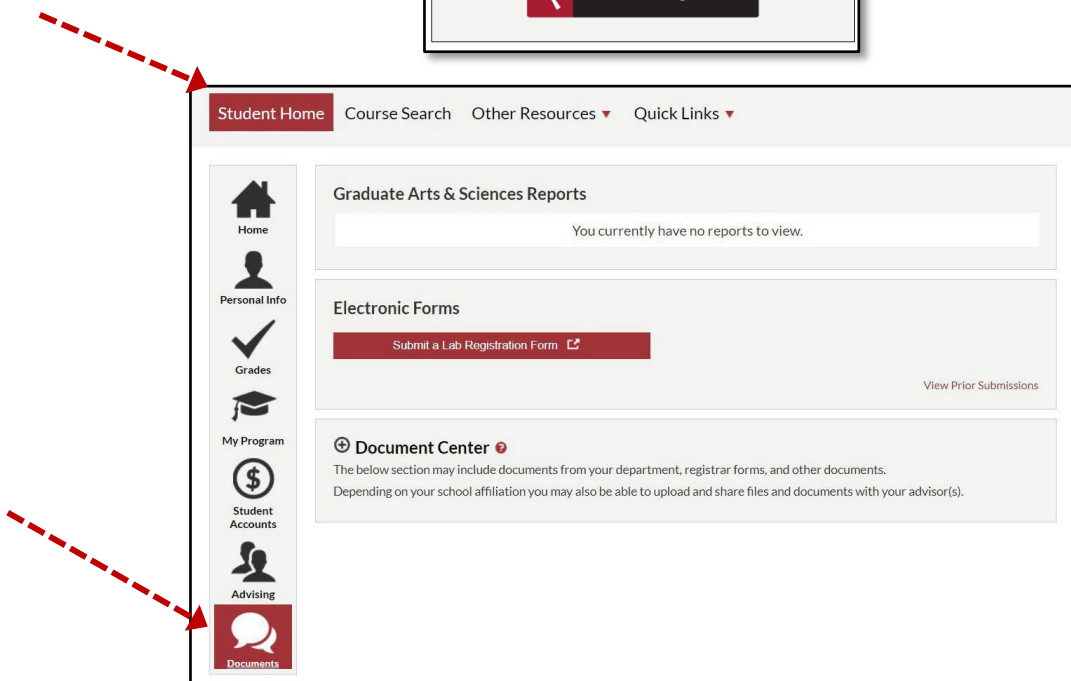 Student Home Course Search Other Resources ▼ Quick Links ▼
Home
Personal Info
Grades
My Program
Student
Accounts
Advising
Documents
Graduate Arts & Sciences Reports
You currently have no reports to view.
Electronic Forms
Submit a Lab Registration Form
View Prior Submissions
Document Center
The below section may include documents from your department, registrar forms, and other documents.
Depending on your school affiliation you may also be able to upload and share files and documents with your advisor(s).